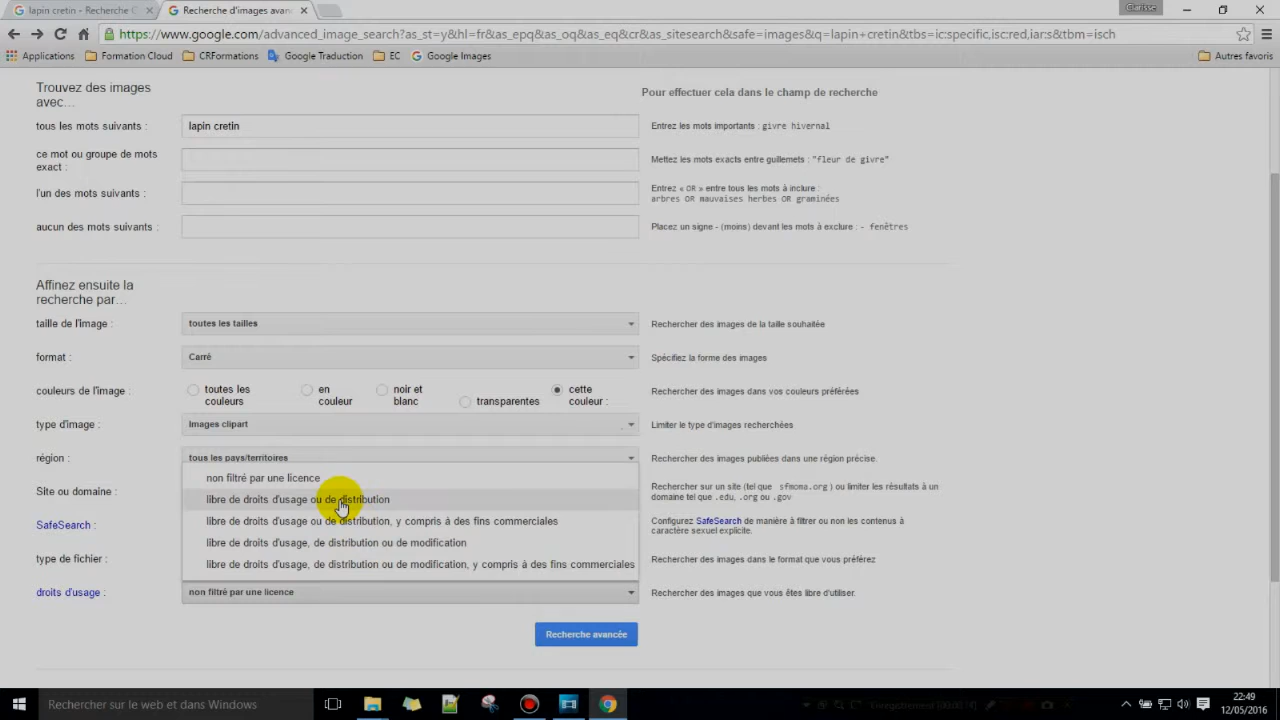 lapin cretin - Recherche G
Recherche d'images avan
Clarisse
https://www.google.com/advanced_image_search?as_st=y&hl=fr&as_epq&as_oq&as_eq&cr&as_sitesearch&safe=images&q=lapin+cretin&tbs=ic:specific,isc:red,iar:s&tbm=isch
Applications
Formation Cloud
CRFormations
Google Traduction
EC
Google Images
Autres favoris
Trouvez des images
avec...
Pour effectuer cela dans le champ de recherche
tous les mots suivants :
lapin cretin
Entrez les mots importants : givre hivernal
ce mot ou groupe de mots
exact :
Mettez les mots exacts entre guillemets : "fleur de givre"
l'un des mots suivants :
Entrez « OR » entre tous les mots à inclure :
arbres OR mauvaises herbes OR graminées
aucun des mots suivants :
Placez un signe - (moins) devant les mots à exclure : - fenêtres
Affinez ensuite la
recherche par...
taille de l'image :
toutes les tailles
Rechercher des images de la taille souhaitée
format :
Carré
Spécifiez la forme des images
couleurs de l'image :
toutes les
couleurs
en
couleur
noir et
blanc
transparentes
cette
couleur :
Rechercher des images dans vos couleurs préférées
type d'image :
Images clipart
Limiter le type d'images recherchées
région :
tous les pays/territoires
Rechercher des images publiées dans une région précise.
non filtré par une licence
Site ou domaine :
libre de droits d'usage ou de distribution
Rechercher sur un site (tel que sfmoma.org ) ou limiter les résultats à un
domaine tel que .edu, .org ou .gov
SafeSearch :
libre de droits d'usage ou de distribution, y compris à des fins commerciales
Configurez SafeSearch de manière à filtrer ou non les contenus à
caractère sexuel explicite.
libre de droits d'usage, de distribution ou de modification
type de fichier :
libre de droits d'usage, de distribution ou de modification, y compris à des fins commerciales
Rechercher des images dans le format que vous préférez
droits d'usage :
non filtré par une licence
Rechercher des images que vous êtes libre d'utiliser.
Recherche avancée
Rechercher sur le web et dans Windows
22:49
12/05/2016